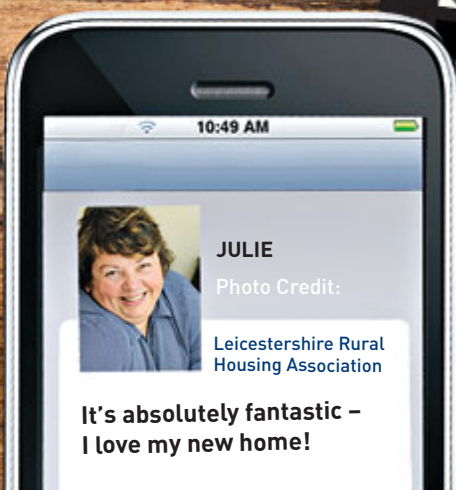 10:49 AM
JULIE
Photo Credit:
Leicestershire Rural
Housing Association
It's absolutely fantastic –
I love my new home!